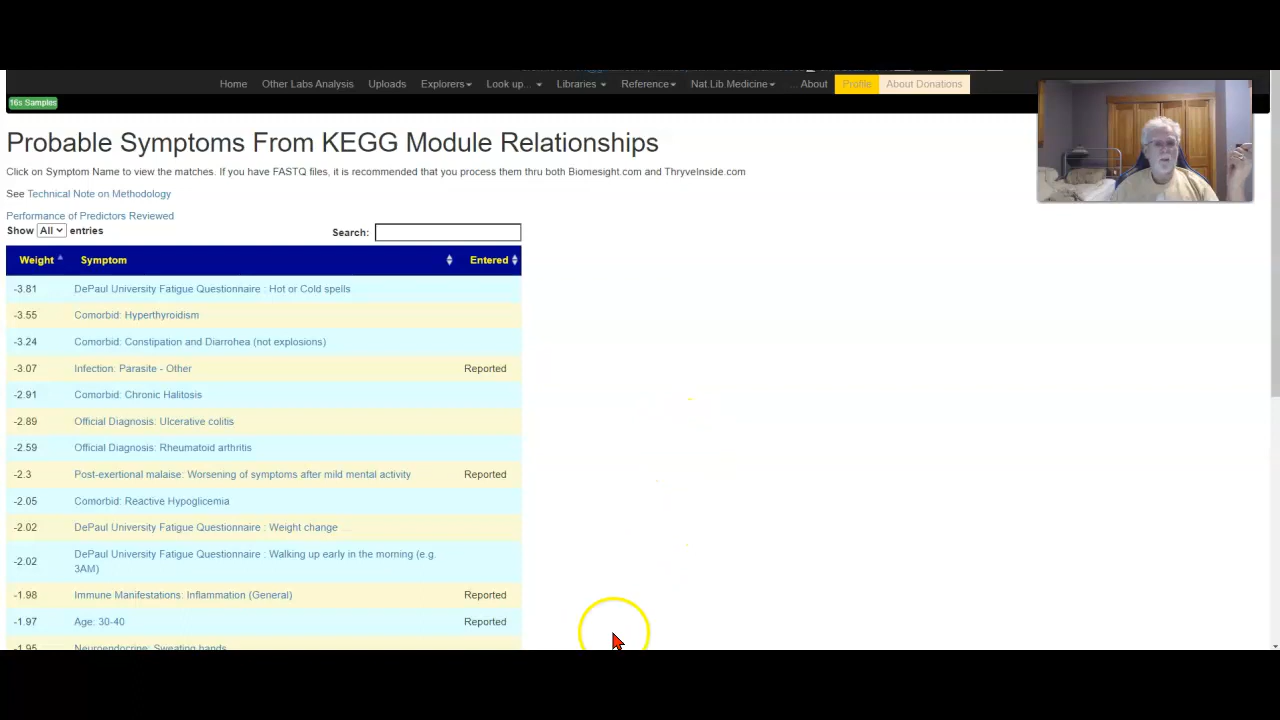 Home Other Labs Analysis Uploads Explorers Look up... Libraries Reference Nat.Lib.Medicine ... About Profile About Donations
16s Samples
Probable Symptoms From KEGG Module Relationships
Click on Symptom Name to view the matches. If you have FASTQ files, it is recommended that you process them thru both Biomesight.com and ThryveInside.com
See Technical Note on Methodology
Performance of Predictors Reviewed
Show All entries Search:
Weight Symptom Entered
-3.81 DePaul University Fatigue Questionnaire : Hot or Cold spells
-3.55 Comorbid: Hyperthyroidism
-3.24 Comorbid: Constipation and Diarrohea (not explosions)
-3.07 Infection: Parasite - Other Reported
-2.91 Comorbid: Chronic Halitosis
-2.89 Official Diagnosis: Ulcerative colitis
-2.59 Official Diagnosis: Rheumatoid arthritis
-2.3 Post-exertional malaise: Worsening of symptoms after mild mental activity Reported
-2.05 Comorbid: Reactive Hypoglicemia
-2.02 DePaul University Fatigue Questionnaire : Weight change
-2.02 DePaul University Fatigue Questionnaire : Walking up early in the morning (e.g.
3AM)
-1.98 Immune Manifestations: Inflammation (General) Reported
-1.97 Age: 30-40 Reported
-1.95 Neuroendocrine: Sweating hands